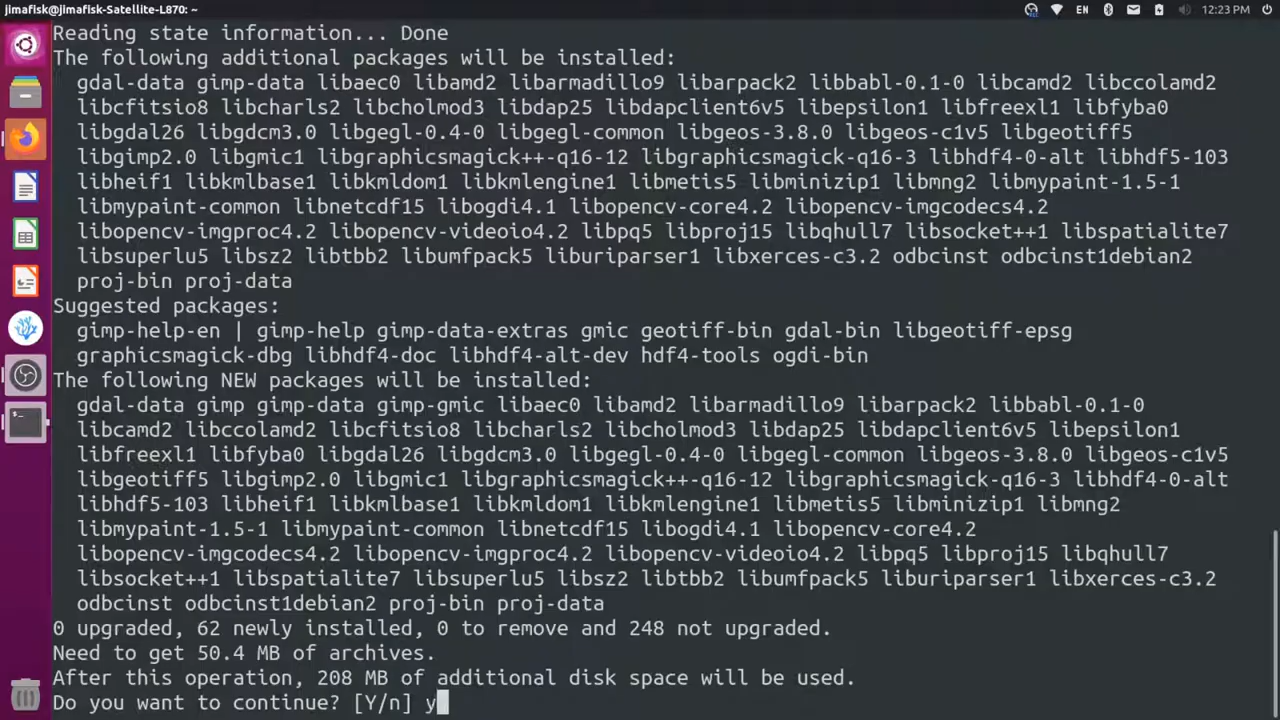 jimafisk@jimafisk-Satellite-L870: ~
EN
12:23 PM
Reading state information... Done
The following additional packages will be installed:
gdal-data gimp-data libaec0 libamd2 libarmadillo9 libarpack2 libbabl-0.1-0 libcamd2 libccolamd2
libcfitsio8 libcharls2 libcholmod3 libdap25 libdapclient6v5 libepsilon1 libfreexl1 libfyba0
libgdal26 libgdcm3.0 libgegl-0.4-0 libgegl-common libgeos-3.8.0 libgeos-c1v5 libgeotiff5
libgimp2.0 libgmic1 libgraphicsmagick++-q16-12 libgraphicsmagick-q16-3 libhdf4-0-alt libhdf5-103
libheif1 libkmlbase1 libkmldom1 libkmlengine1 libmetis5 libminizip1 libmng2 libmypaint-1.5-1
libmypaint-common libnetcdf15 libogdi4.1 libopencv-core4.2 libopencv-imgcodecs4.2
libopencv-imgproc4.2 libopencv-videoio4.2 libpq5 libproj15 libqhull7 libsocket++1 libspatialite7
libsuperlu5 libsz2 libtbb2 libumfpack5 liburiparser1 libxerces-c3.2 odbcinst odbcinst1debian2
proj-bin proj-data
Suggested packages:
gimp-help-en | gimp-help gimp-data-extras gmic geotiff-bin gdal-bin libgeotiff-epsg
graphicsmagick-dbg libhdf4-doc libhdf4-alt-dev hdf4-tools ogdi-bin
The following NEW packages will be installed:
gdal-data gimp gimp-data gimp-gmic libaec0 libamd2 libarmadillo9 libarpack2 libbabl-0.1-0
libcamd2 libccolamd2 libcfitsio8 libcharls2 libcholmod3 libdap25 libdapclient6v5 libepsilon1
libfreexl1 libfyba0 libgdal26 libgdcm3.0 libgegl-0.4-0 libgegl-common libgeos-3.8.0 libgeos-c1v5
libgeotiff5 libgimp2.0 libgmic1 libgraphicsmagick++-q16-12 libgraphicsmagick-q16-3 libhdf4-0-alt
libhdf5-103 libheif1 libkmlbase1 libkmldom1 libkmlengine1 libmetis5 libminizip1 libmng2
libmypaint-1.5-1 libmypaint-common libnetcdf15 libogdi4.1 libopencv-core4.2
libopencv-imgcodecs4.2 libopencv-imgproc4.2 libopencv-videoio4.2 libpq5 libproj15 libqhull7
libsocket++1 libspatialite7 libsuperlu5 libsz2 libtbb2 libumfpack5 liburiparser1 libxerces-c3.2
odbcinst odbcinst1debian2 proj-bin proj-data
0 upgraded, 62 newly installed, 0 to remove and 248 not upgraded.
Need to get 50.4 MB of archives.
After this operation, 208 MB of additional disk space will be used.
Do you want to continue? [Y/n] y